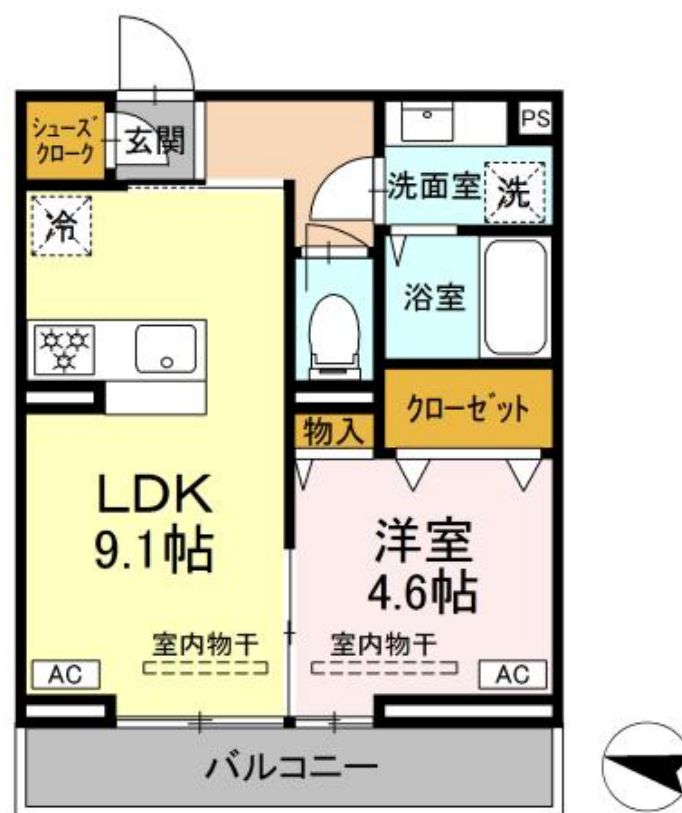 シューズ
クローク
玄関
PS
洗面室
洗
冷
浴室
クローゼット
物入
LDK
9.1帖
洋室
4.6帖
室内物干
室内物干
AC
AC
バルコニー